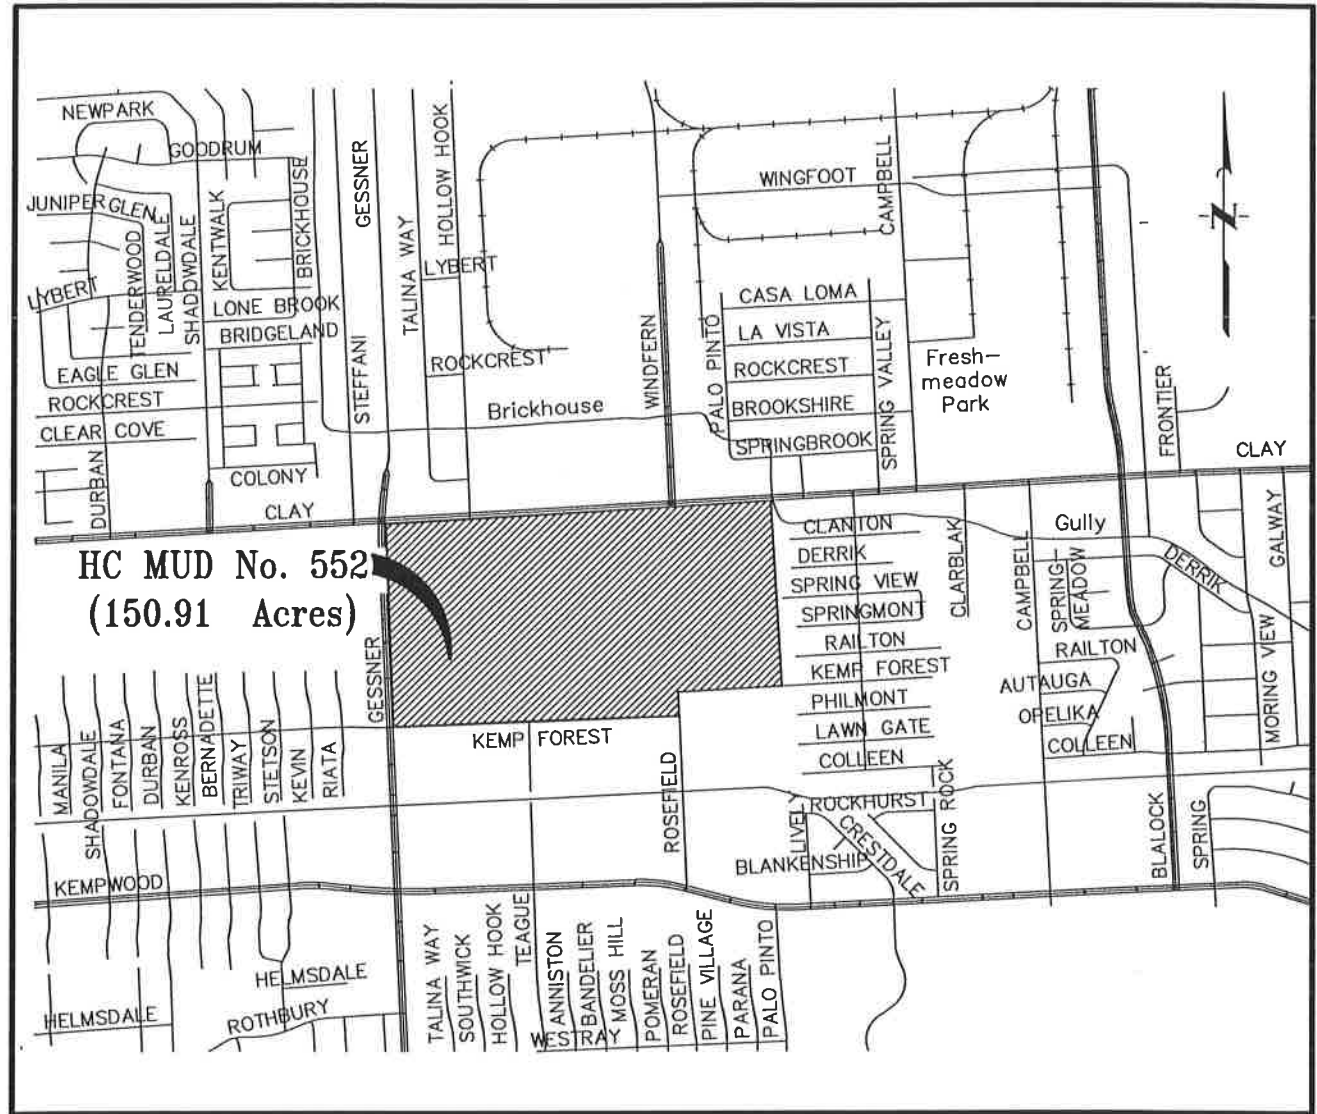 NEWPARK
GOODRUM
JUNIPER GLEN
LYBERT
TENDERWOOD
LAURELDALE
SHADOWDALE
KENTWALK
BRICKHOUSE
LONE BROOK
BRIDGELAND
EAGLE GLEN
ROCKCREST
CLEAR COVE
DURBAN
COLONY
CLAY
STEFFANI
GESSNER
TALINA WAY
HOLLOW HOOK
LYBERT
ROCKCREST
Brickhouse
WINDFERN
WINGFOOT
CAMPBELL
PALO PINTO
CASA LOMA
LA VISTA
ROCKCREST
BROOKSHIRE
SPRINGBROOK
SPRING VALLEY
Fresh-
meadow
Park
N
FRONTIER
CLAY
HC MUD No. 552
(150.91 Acres)
GESSNER
CLANTON
DERRIK
SPRING VIEW
SPRINGMONT
RAILTON
KEMP FOREST
PHILMONT
LAWN GATE
COLLEEN
CLARBLAK
CAMPBELL
Gully
SPRING-
MEADOW
DERRIK
GALWAY
RAILTON
AUTAUGA
OPELIKA
COLLEEN
MORING VIEW
MANILA
SHADOWDALE
FONTANA
DURBAN
KENROSS
BERNADETTE
TRIWAY
STETSON
KEVIN
RIATA
KEMP FOREST
ROSEFIELD
LIVELY
ROCKHURST
CRESTDALE
BLANKENSHIP
SPRING ROCK
BLALOCK
SPRING
KEMPWOOD
HELMSDALE
HELMSDALE
ROTHBURY
TALINA WAY
SOUTHWICK
HOLLOW HOOK
TEAGUE
ANNISTON
BANDELIER
MOSS HILL
WESTRAY
POMERAN
ROSEFIELD
PINE VILLAGE
PARANA
PALO PINTO